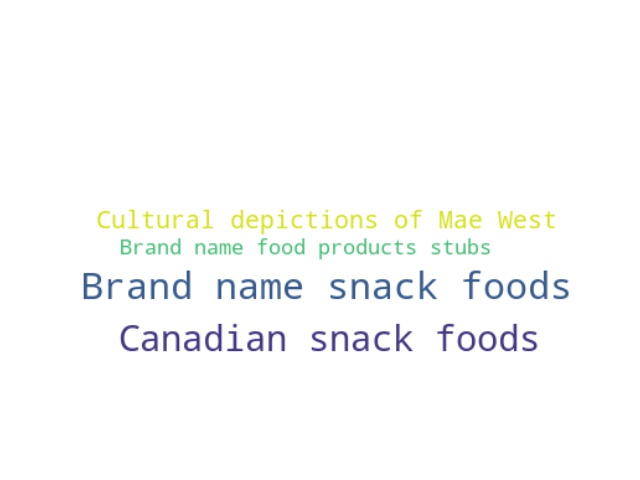 Cultural depictions of Mae West
Brand name food products stubs
Brand name snack foods
Canadian snack foods